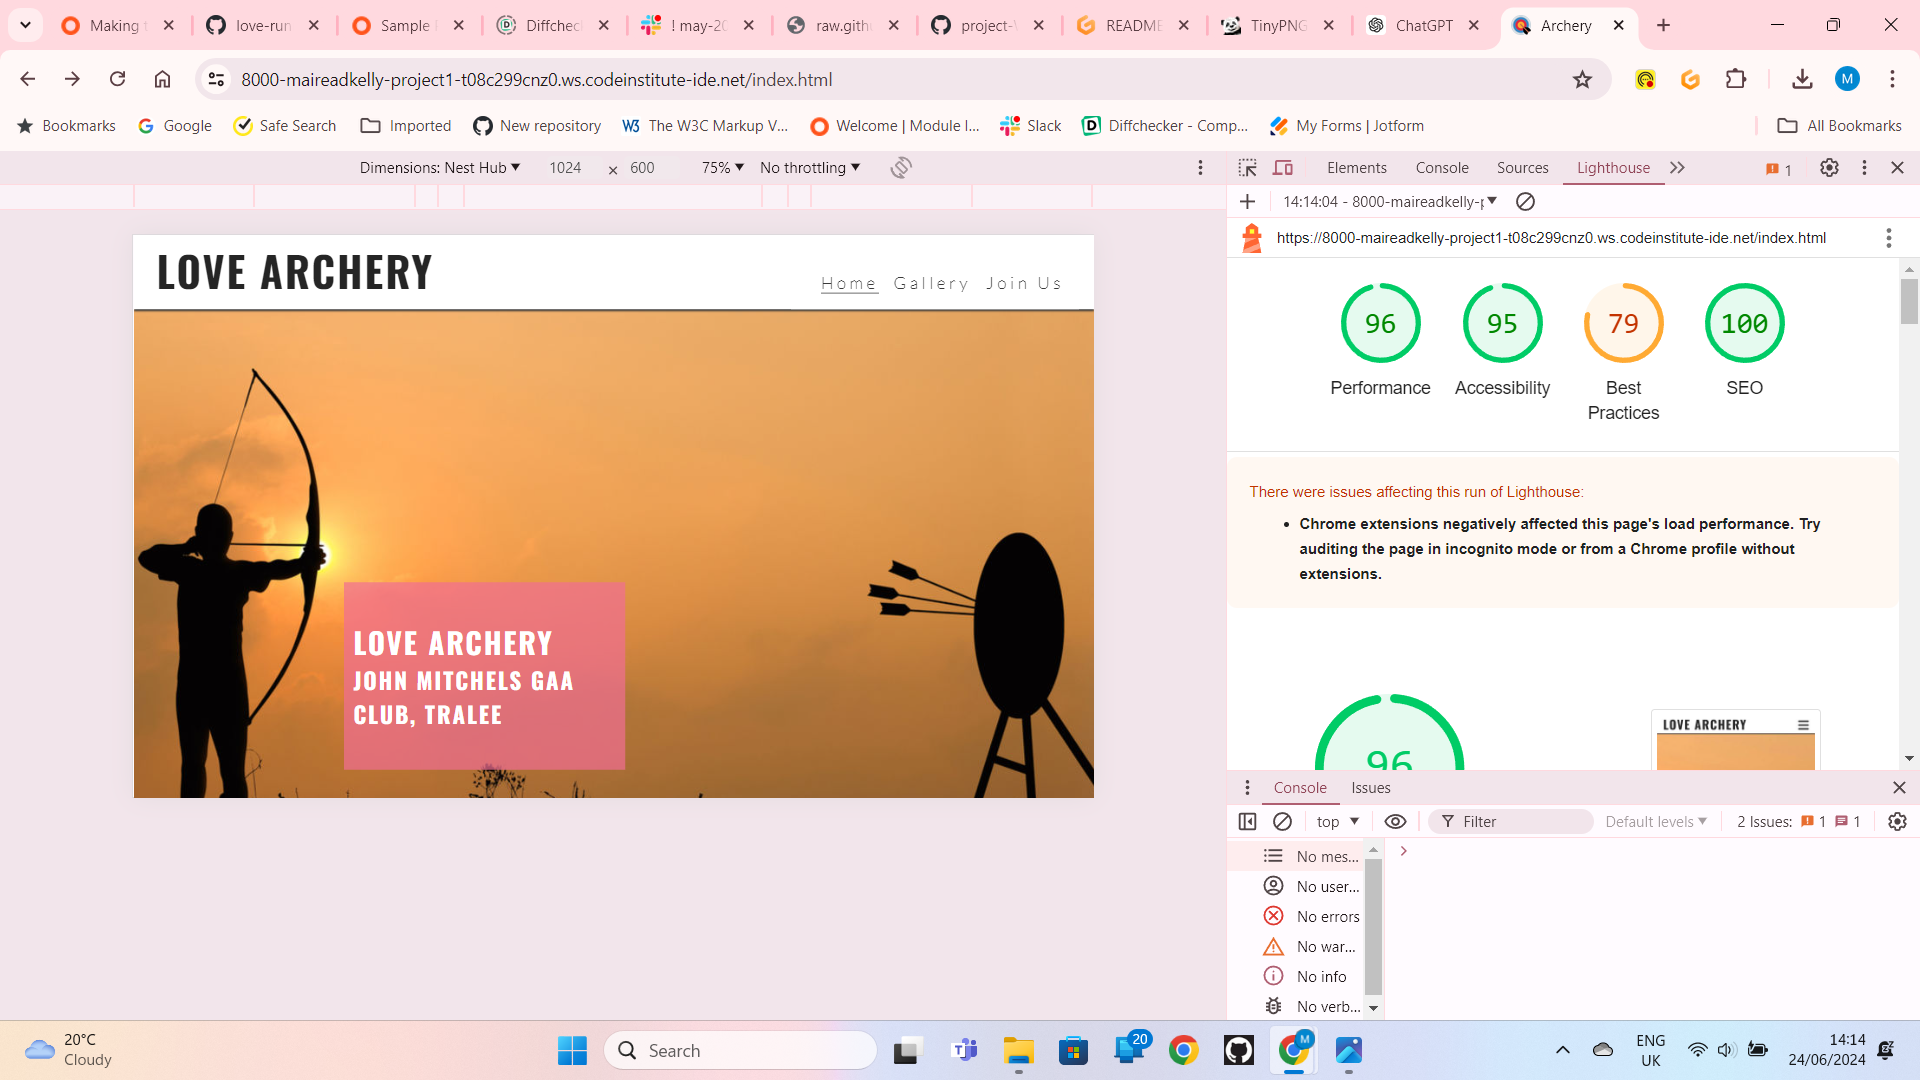 Making t
love-run
Sample
Diffchec
! may-20
raw.gith
project-
README
TinyPNG
ChatGPT
Archery
8000-maireadkelly-project1-t08c299cnz0.ws.codeinstitute-ide.net/index.html
M
Bookmarks
Google
Safe Search
Imported
New repository
The W3C Markup V...
Welcome | Module I...
Slack
Diffchecker - Comp...
My Forms | Jotform
All Bookmarks
Dimensions: Nest Hub
1024 x 600
75%
No throttling
Elements
Console
Sources
Lighthouse
1
14:14:04 - 8000-maireadkelly-p
https://8000-maireadkelly-project1-t08c299cnz0.ws.codeinstitute-ide.net/index.html
LOVE ARCHERY
Home Gallery Join Us
LOVE ARCHERY
JOHN MITCHELS GAA
CLUB, TRALEE
96 95 79 100
Performance
Accessibility
Best
Practices
SEO
There were issues affecting this run of Lighthouse:
Chrome extensions negatively affected this page's load performance. Try
auditing the page in incognito mode or from a Chrome profile without
extensions.
96
LOVE ARCHERY
Console
Issues
top
Filter
Default levels
2 Issues: 1 1
No mes...
No user...
No errors
No war...
No info
No verb...
20°C
Cloudy
Search
20
M
ENG
UK
14:14
24/06/2024